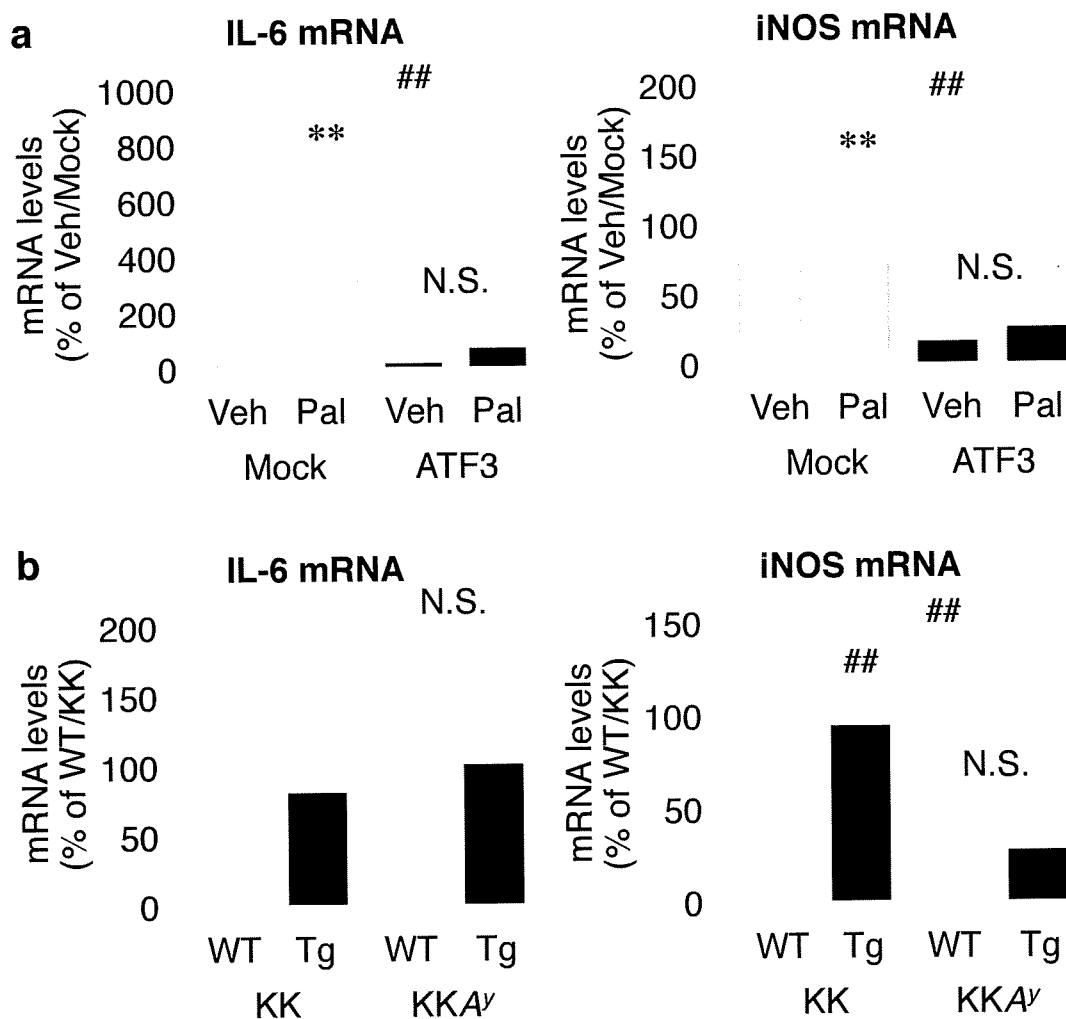 a
IL-6 mRNA
mRNA levels
(% of Veh/Mock)
1000
800
600
400
200
0
**
##
N.S.
Veh Pal Veh Pal
Mock ATF3
iNOS mRNA
mRNA levels
(% of Veh/Mock)
200
150
100
50
0
**
##
N.S.
Veh Pal Veh Pal
Mock ATF3
b
IL-6 mRNA
mRNA levels
(% of WT/KK)
200
150
100
50
0
N.S.
WT Tg WT Tg
KK KKAy
iNOS mRNA
mRNA levels
(% of WT/KK)
150
100
50
0
##
##
N.S.
WT Tg WT Tg
KK KKAy